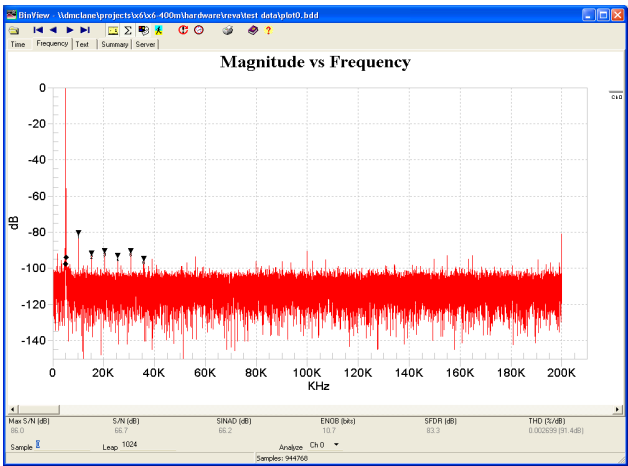 BinView - \\dmclane\projects\x6\x6-400m\hardware\reva\test data\plot0.bdd
Time Frequency Text Summary Server
Magnitude vs Frequency
Ch0
dB
0
-20
-40
-60
-80
-100
-120
-140
0 20K 40K 60K 80K 100K 120K 140K 160K 180K 200K
KHz
Max S/N (dB) S/N (dB) SINAD (dB) ENOB (bits) SFDR (dB) THD (%/dB)
86.0 66.7 66.2 10.7 83.3 0.002699 (91.4dB)
Sample 0 Leap 1024 Analyze Ch 0
Samples: 944768